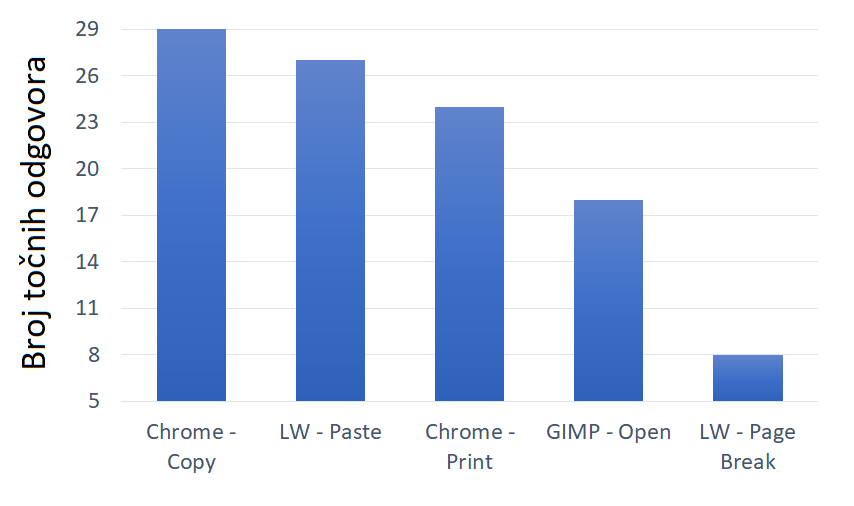 Broj točnih odgovora
29
26
23
20
17
14
11
8
5
Chrome -
Copy
LW - Paste
Chrome -
Print
GIMP - Open
LW - Page
Break